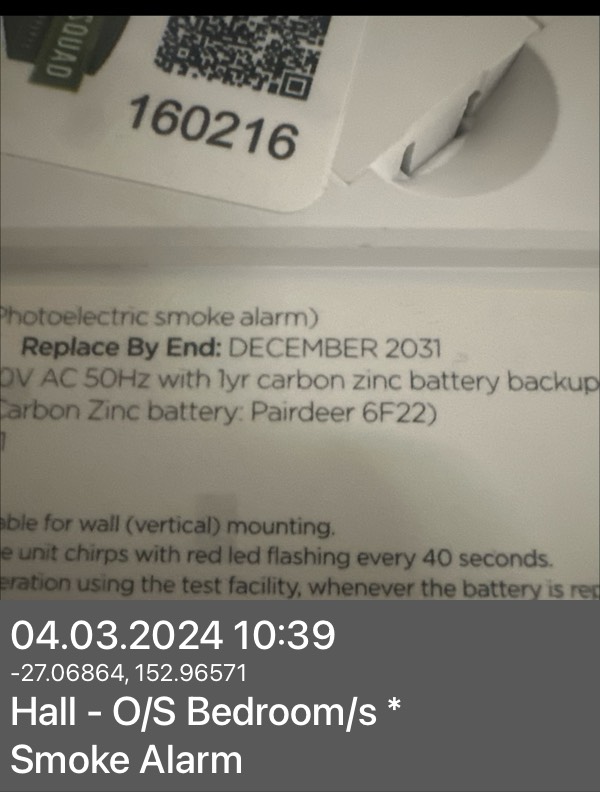 SQUAD
160216
Photoelectric smoke alarm)
Replace By End: DECEMBER 2031
0V AC 50Hz with 1yr carbon zinc battery backup
Carbon Zinc battery: Pairdeer 6F22)
able for wall (vertical) mounting.
e unit chirps with red led flashing every 40 seconds.
eration using the test facility, whenever the battery is rep
04.03.2024 10:39
-27.06864, 152.96571
Hall - O/S Bedroom/s *
Smoke Alarm